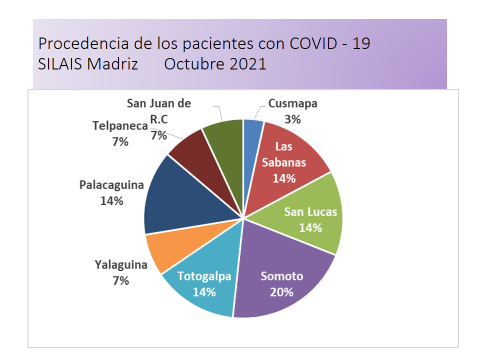 Procedencia de los pacientes con COVID - 19
SILAIS Madriz Octubre 2021
San Juan de
R.C
7%
Cusmapa
3%
Las
Sabanas
14%
San Lucas
14%
Somoto
20%
Totogalpa
14%
Yalaguina
7%
Palacaguina
14%
Telpaneca
7%